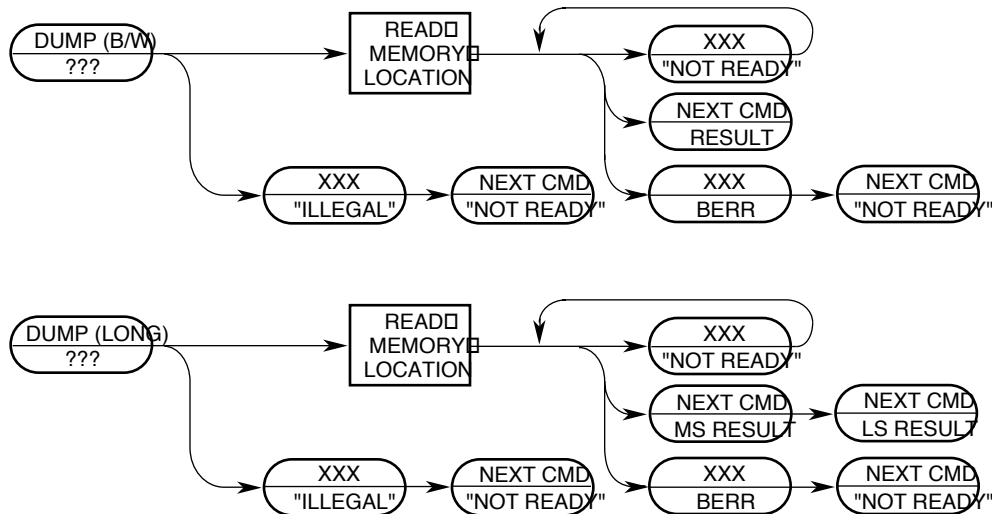 DUMP (B/W)
???
READ
MEMORY
LOCATION
XXX
"NOT READY"
NEXT CMD
RESULT
XXX
"ILLEGAL"
NEXT CMD
"NOT READY"
XXX
BERR
NEXT CMD
"NOT READY"
DUMP (LONG)
???
READ
MEMORY
LOCATION
XXX
"NOT READY"
NEXT CMD
MS RESULT
NEXT CMD
LS RESULT
XXX
"ILLEGAL"
NEXT CMD
"NOT READY"
XXX
BERR
NEXT CMD
"NOT READY"